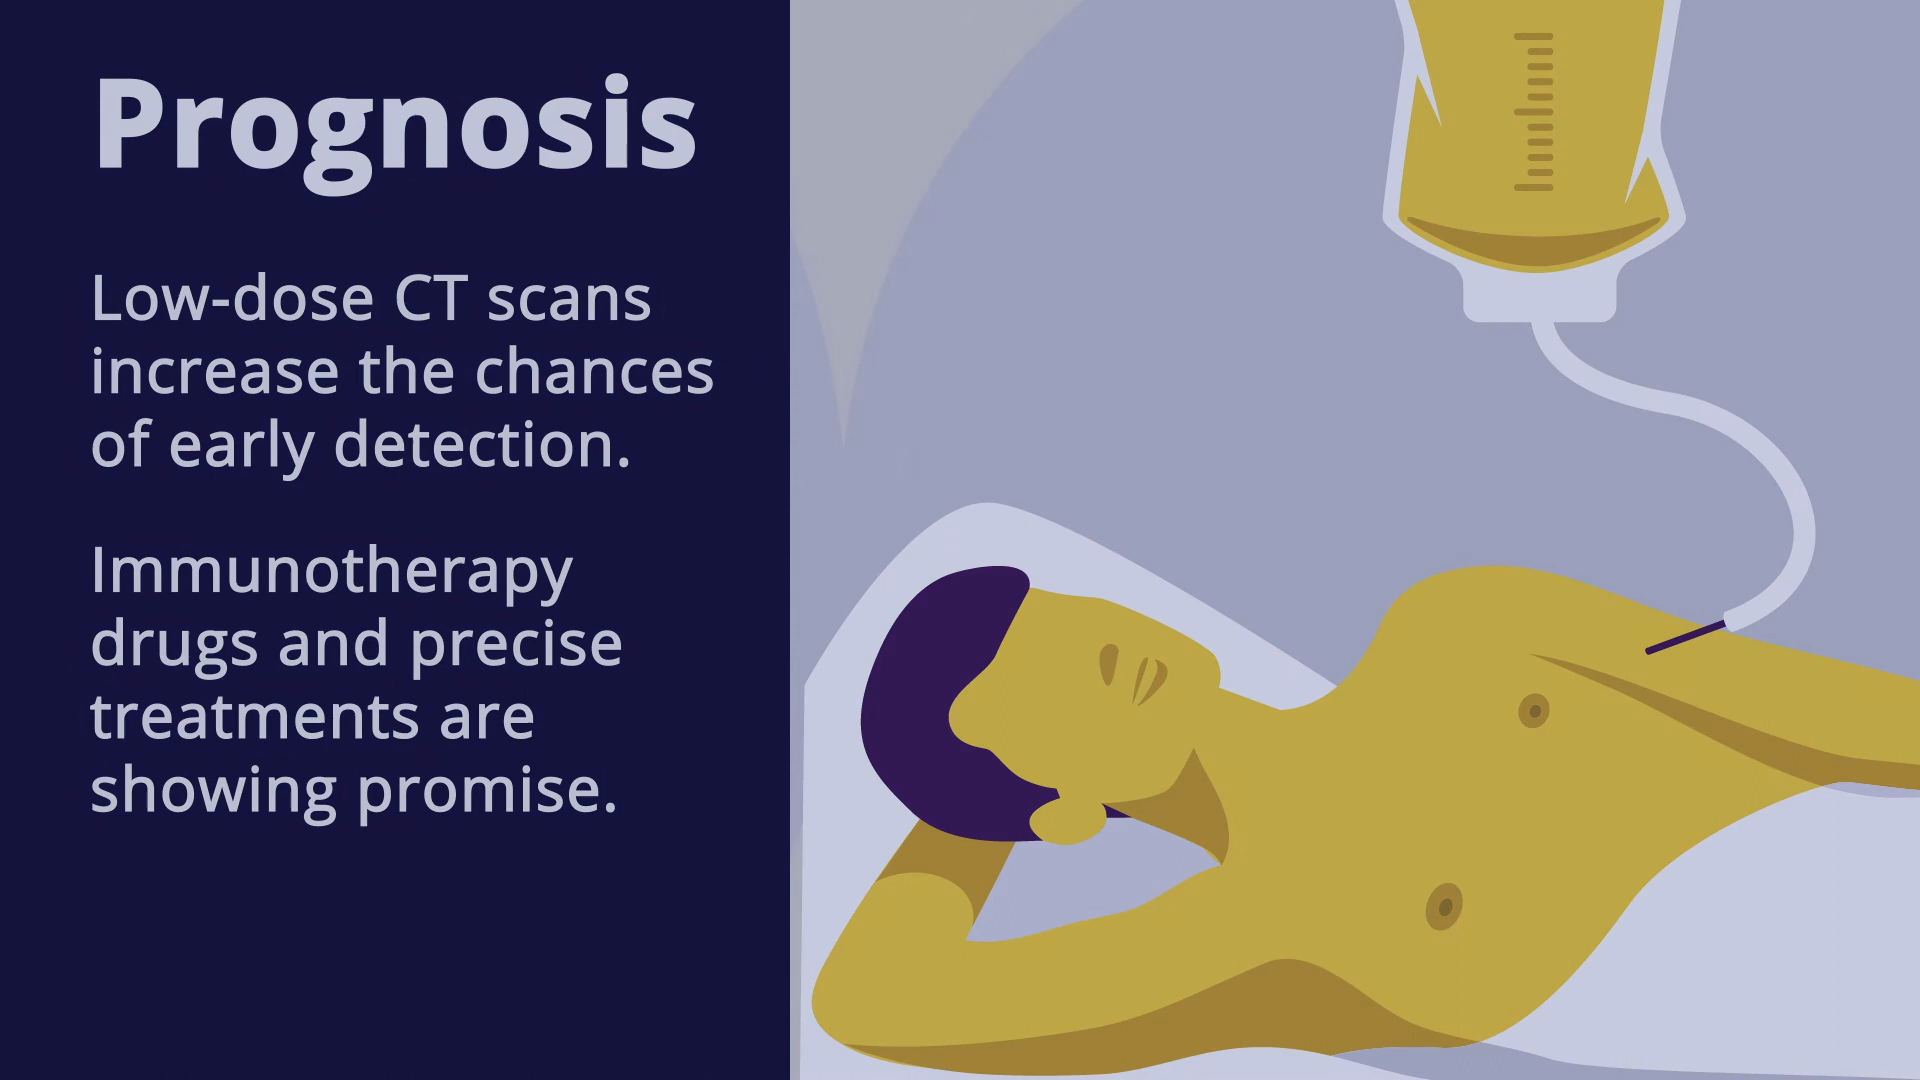 Prognosis
Low-dose CT scans
increase the chances
of early detection.
Immunotherapy
drugs and precise
treatments are
showing promise.